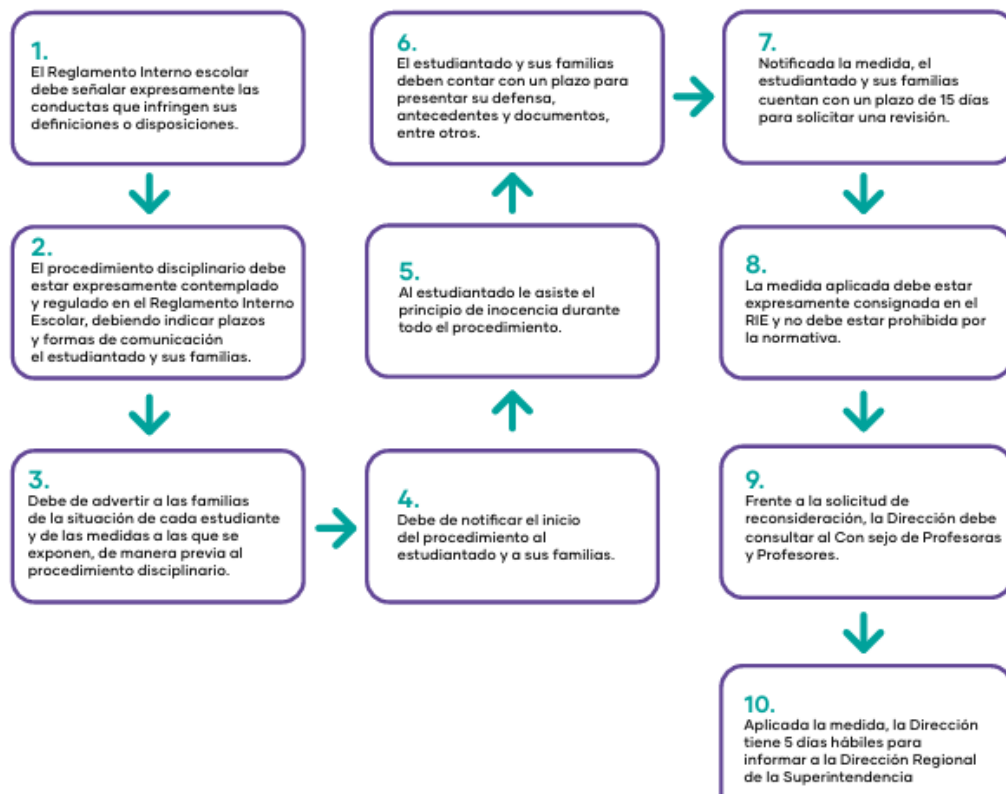 1.
El Reglamento Interno escolar
debe señalar expresamente las
conductas que infringen sus
definiciones o disposiciones.
2.
El procedimiento disciplinario debe
estar expresamente contemplado
y regulado en el Reglamento Interno
Escolar, debiendo indicar plazos
y formas de comunicación
el estudiantado y sus familias.
3.
Debe de advertir a las familias
de la situación de cada estudiante
y de las medidas a las que se
exponen, de manera previa al
procedimiento disciplinario.
4.
Debe de notificar el inicio
del procedimiento al
estudiantado y a sus familias.
5.
Al estudiantado le asiste el
principio de inocencia durante
todo el procedimiento.
6.
El estudiantado y sus familias
deben contar con un plazo para
presentar su defensa,
antecedentes y documentos,
entre otros.
7.
Notificada la medida, el
estudiantado y sus familias
cuentan con un plazo de 15 días
para solicitar una revisión.
8.
La medida aplicada debe estar
expresamente consignada en el
RIE y no debe estar prohibida por
la normativa.
9.
Frente a la solicitud de
reconsideración, la Dirección debe
consultar al Con sejo de Profesoras
y Profesores.
10.
Aplicada la medida, la Dirección
tiene 5 días hábiles para
informar a la Dirección Regional
de la Superintendencia